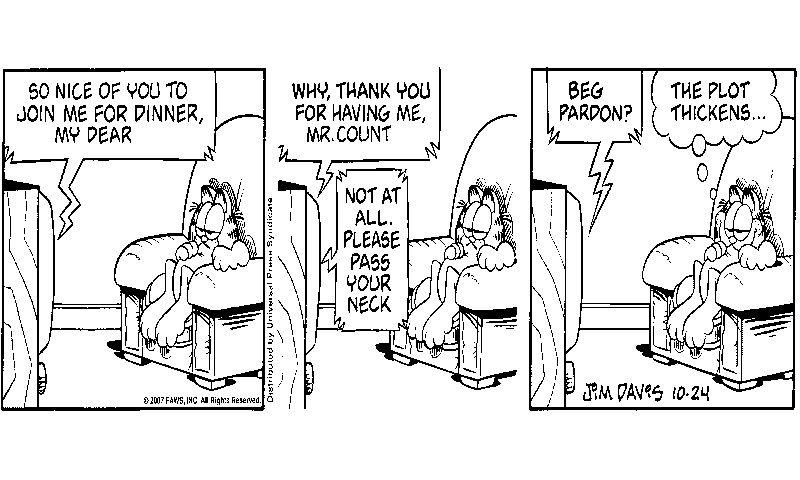 SO NICE OF YOU TO
JOIN ME FOR DINNER,
MY DEAR
© 2007 PAWS, INC. All Rights Reserved.
Distributed by Universal Press Syndicate
WHY, THANK YOU
FOR HAVING ME,
MR. COUNT
NOT AT
ALL.
PLEASE
PASS
YOUR
NECK
BEG
PARDON?
THE PLOT
THICKENS...
JIM DAVIS 10-24